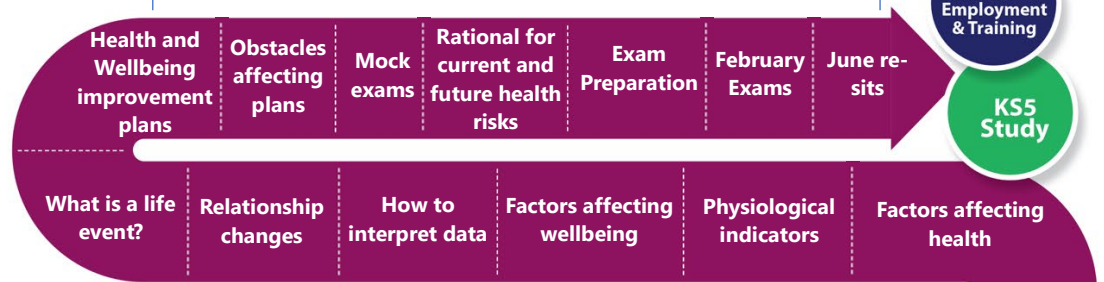 Employment
& Training
Health and
Wellbeing
improvement
plans
Obstacles
affecting
plans
Mock
exams
Rational for
current and
future health
risks
Exam
Preparation
February
Exams
June re-
sits
KS5
Study
What is a life
event?
Relationship
changes
How to
interpret data
Factors affecting
wellbeing
Physiological
indicators
Factors affecting
health